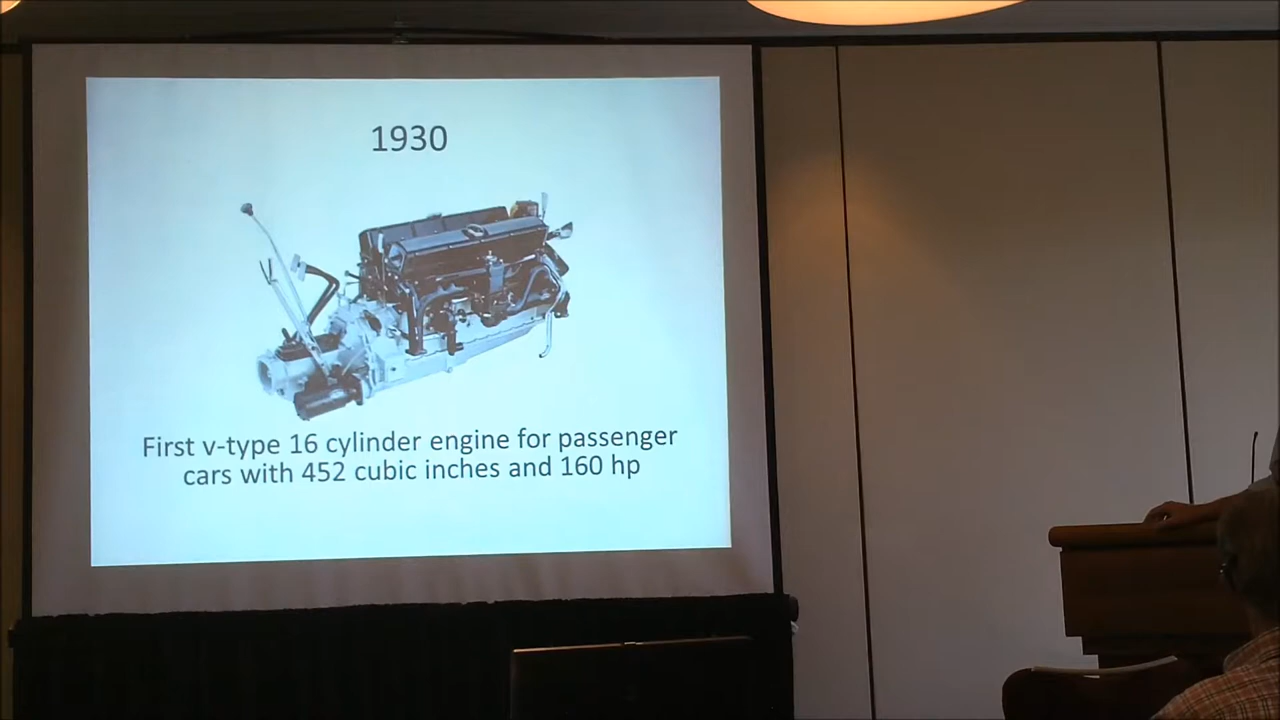 1930
First v-type 16 cylinder engine for passenger
cars with 452 cubic inches and 160 hp